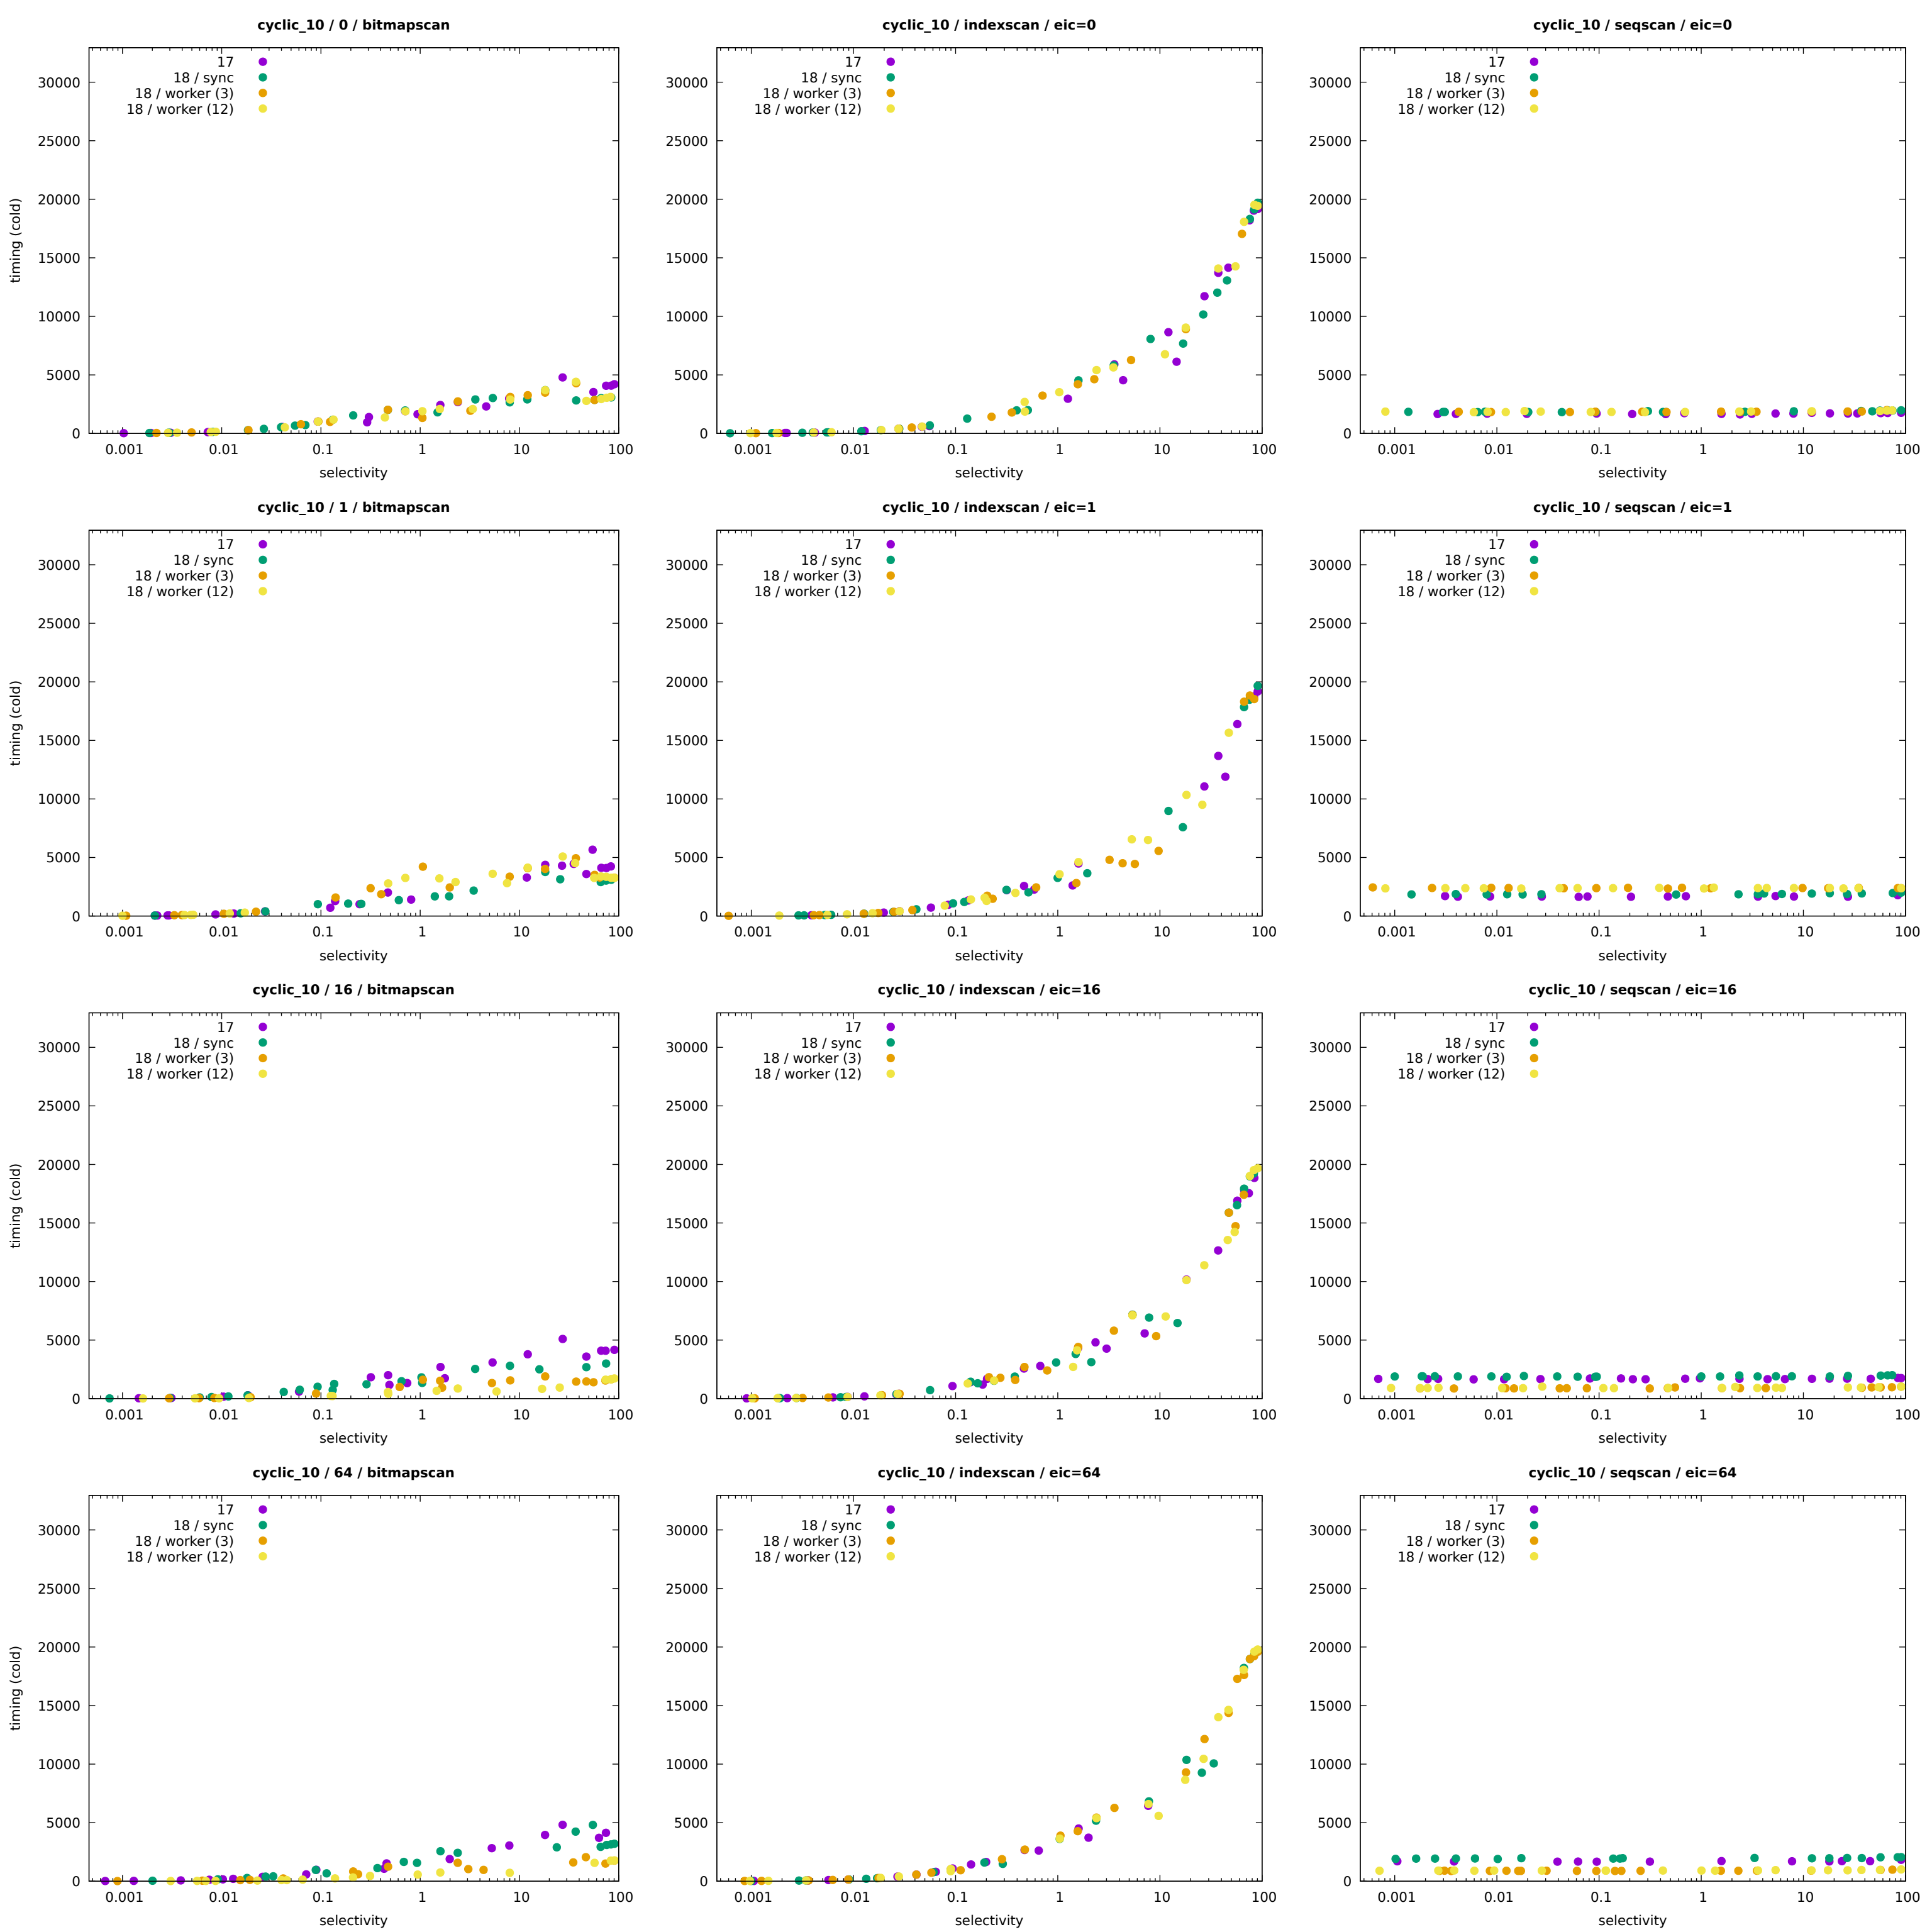 cyclic_10 / 0 / bitmapscan
timing (cold)
30000
25000
20000
15000
10000
5000
0
17
18 / sync
18 / worker (3)
18 / worker (12)
0.001 0.01 0.1 1 10 100
selectivity
cyclic_10 / indexscan / eic=0
30000
25000
20000
15000
10000
5000
0
17
18 / sync
18 / worker (3)
18 / worker (12)
0.001 0.01 0.1 1 10 100
selectivity
cyclic_10 / seqscan / eic=0
30000
25000
20000
15000
10000
5000
0
17
18 / sync
18 / worker (3)
18 / worker (12)
0.001 0.01 0.1 1 10 100
selectivity
cyclic_10 / 1 / bitmapscan
timing (cold)
30000
25000
20000
15000
10000
5000
0
17
18 / sync
18 / worker (3)
18 / worker (12)
0.001 0.01 0.1 1 10 100
selectivity
cyclic_10 / indexscan / eic=1
30000
25000
20000
15000
10000
5000
0
17
18 / sync
18 / worker (3)
18 / worker (12)
0.001 0.01 0.1 1 10 100
selectivity
cyclic_10 / seqscan / eic=1
30000
25000
20000
15000
10000
5000
0
17
18 / sync
18 / worker (3)
18 / worker (12)
0.001 0.01 0.1 1 10 100
selectivity
cyclic_10 / 16 / bitmapscan
timing (cold)
30000
25000
20000
15000
10000
5000
0
17
18 / sync
18 / worker (3)
18 / worker (12)
0.001 0.01 0.1 1 10 100
selectivity
cyclic_10 / indexscan / eic=16
30000
25000
20000
15000
10000
5000
0
17
18 / sync
18 / worker (3)
18 / worker (12)
0.001 0.01 0.1 1 10 100
selectivity
cyclic_10 / seqscan / eic=16
30000
25000
20000
15000
10000
5000
0
17
18 / sync
18 / worker (3)
18 / worker (12)
0.001 0.01 0.1 1 10 100
selectivity
cyclic_10 / 64 / bitmapscan
timing (cold)
30000
25000
20000
15000
10000
5000
0
17
18 / sync
18 / worker (3)
18 / worker (12)
0.001 0.01 0.1 1 10 100
selectivity
cyclic_10 / indexscan / eic=64
30000
25000
20000
15000
10000
5000
0
17
18 / sync
18 / worker (3)
18 / worker (12)
0.001 0.01 0.1 1 10 100
selectivity
cyclic_10 / seqscan / eic=64
30000
25000
20000
15000
10000
5000
0
17
18 / sync
18 / worker (3)
18 / worker (12)
0.001 0.01 0.1 1 10 100
selectivity